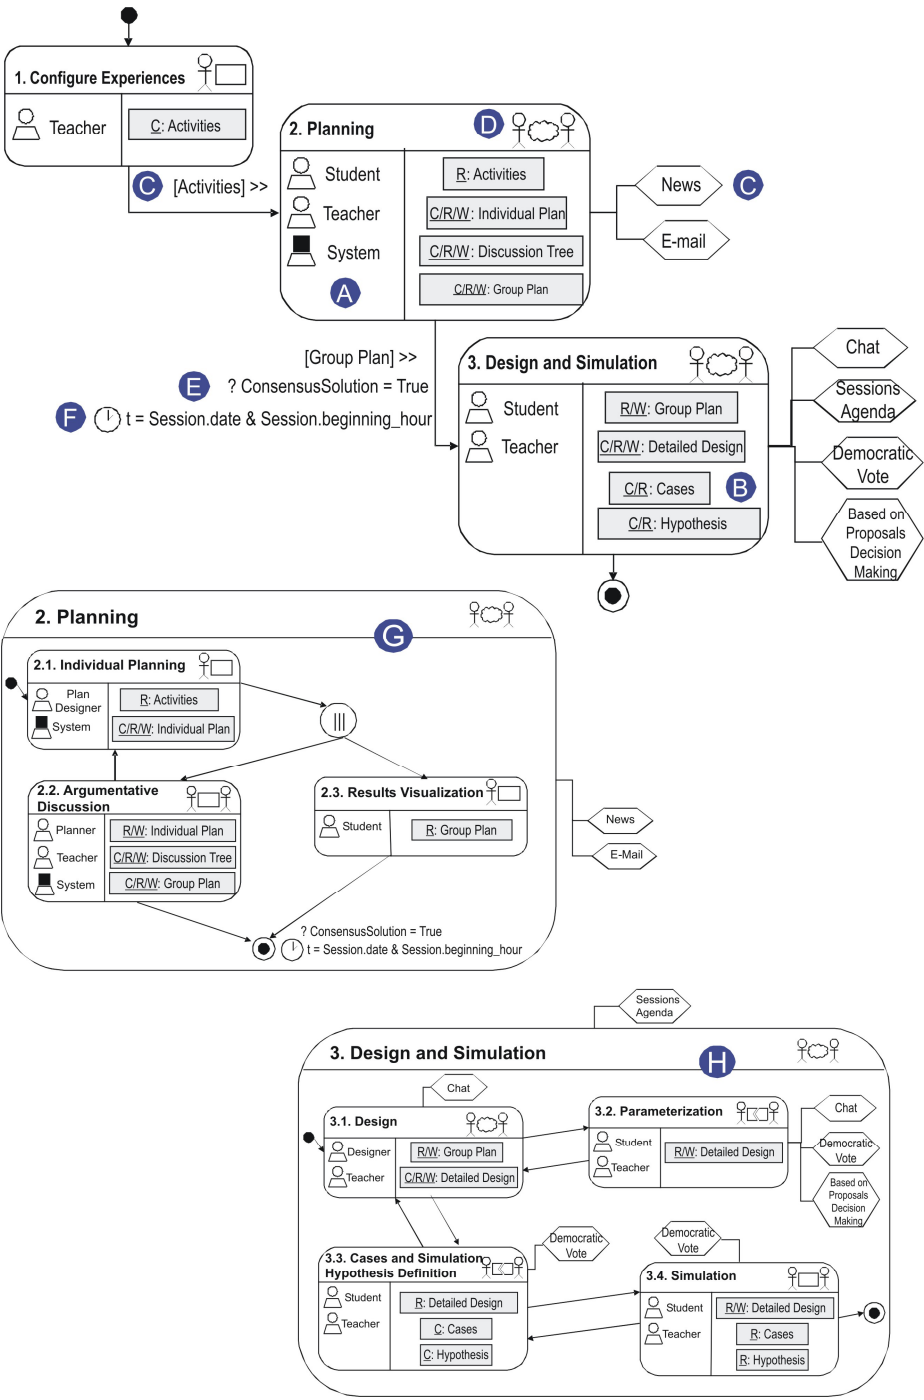 1. Configure Experiences
Teacher
C: Activities
C
[Activities] >>
2. Planning
D
Student
Teacher
System
A
R: Activities
C/R/W: Individual Plan
C/R/W: Discussion Tree
C/R/W: Group Plan
News
C
E-mail
[Group Plan] >>
E
? ConsensusSolution = True
F
t = Session.date & Session.beginning_hour
3. Design and Simulation
Student
Teacher
R/W: Group Plan
C/R/W: Detailed Design
C/R: Cases
B
C/R: Hypothesis
Chat
Sessions
Agenda
Democratic
Vote
Based on
Proposals
Decision
Making
2. Planning
G
2.1. Individual Planning
Plan
Designer
System
R: Activities
C/R/W: Individual Plan
|||
2.2. Argumentative
Discussion
Planner
Teacher
System
R/W: Individual Plan
C/R/W: Discussion Tree
C/R/W: Group Plan
2.3. Results Visualization
Student
R: Group Plan
News
E-Mail
? ConsensusSolution = True
t = Session.date & Session.beginning_hour
Sessions
Agenda
3. Design and Simulation
H
Chat
3.1. Design
Designer
Teacher
R/W: Group Plan
C/R/W: Detailed Design
3.2. Parameterization
Student
Teacher
R/W: Detailed Design
Chat
Democratic
Vote
Based on
Proposals
Decision
Making
3.3. Cases and Simulation
Hypothesis Definition
Student
Teacher
R: Detailed Design
C: Cases
C: Hypothesis
Democratic
Vote
Democratic
Vote
3.4. Simulation
Student
Teacher
R/W: Detailed Design
R: Cases
R: Hypothesis